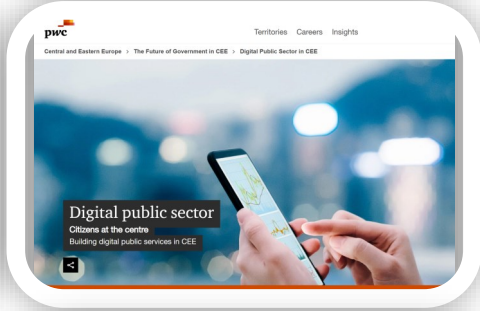 pwc
Territories Careers Insights
Central and Eastern Europe > The Future of Government in CEE > Digital Public Sector in CEE
Digital public sector
Citizens at the centre
Building digital public services in CEE